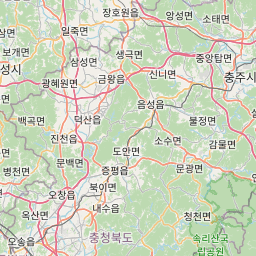 장호원읍
앙성면
소태면
일죽면
보개면
생극면
중앙탑면
삼성면
성시
신니면
금왕읍
광혜원면
충주시
음성읍
백곡면
덕산읍
불정면
진천읍
소수면
감물면
도안면
문백면
병천면
증평읍
문광면
오창읍
북이면
내수읍
청천면
옥산면
충청북도
오송읍
속리산국
립공원